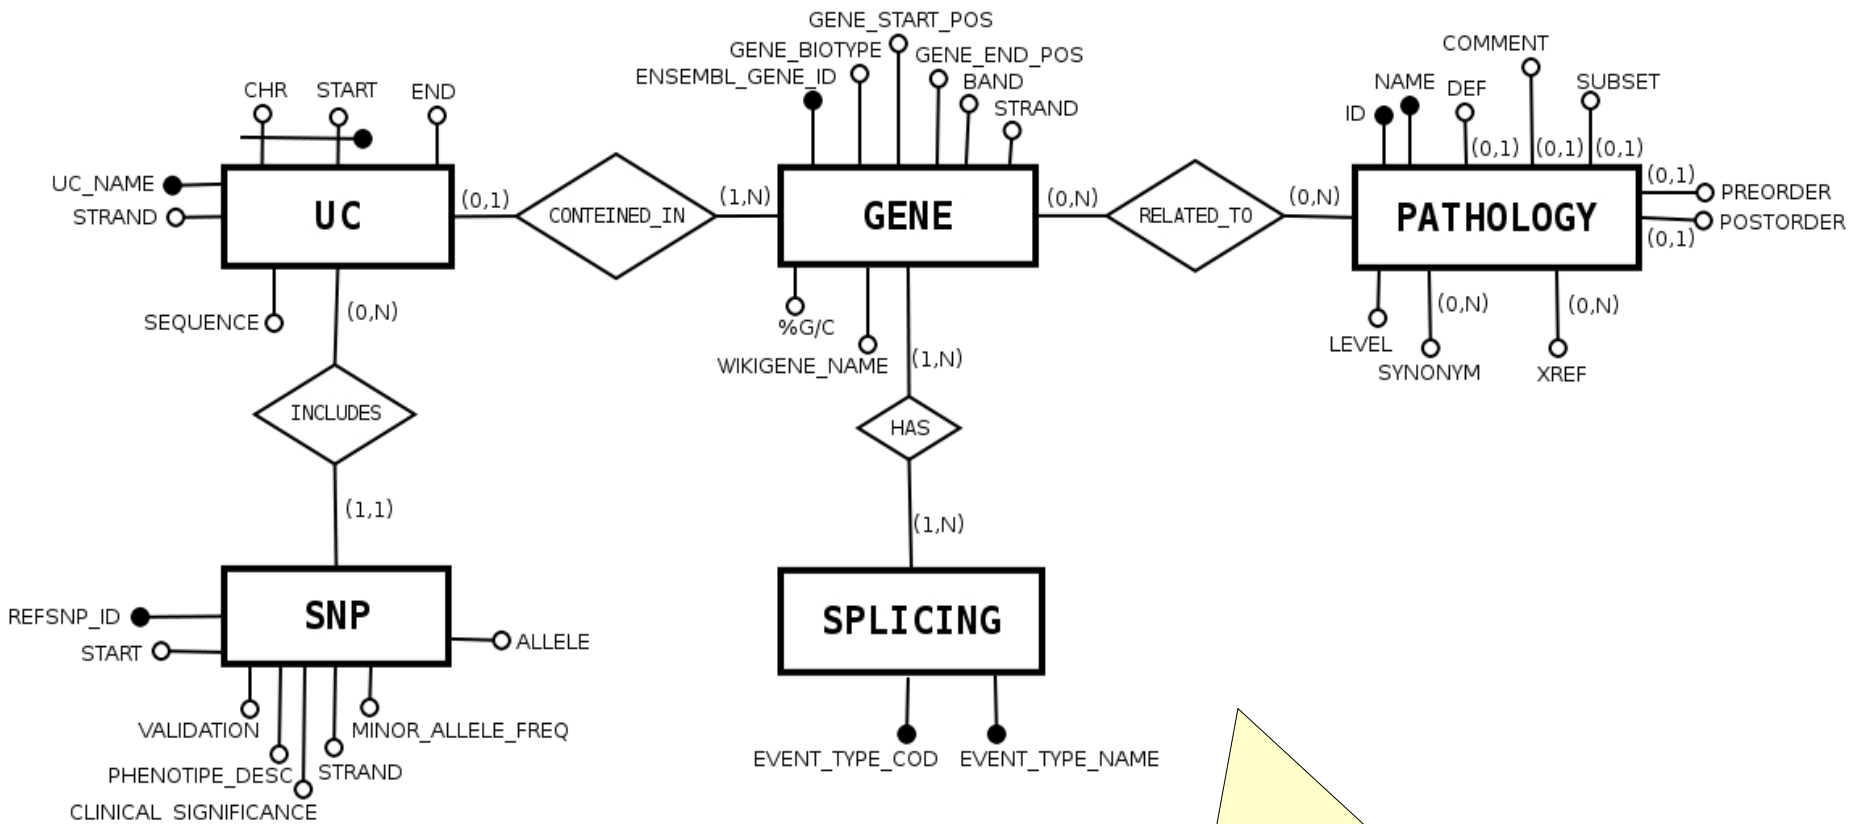 GENE_START_POS
GENE_BIOTYPE
GENE_END_POS
ENSEMBL_GENE_ID
BAND
STRAND
COMMENT
NAME
DEF
SUBSET
ID
CHR
START
END
(0,1)
(0,1)
(0,1)
UC_NAME
STRAND
UC
(0,1)
CONTEINED_IN
(1,N)
GENE
(0,N)
RELATED_TO
(0,N)
PATHOLOGY
(0,1)
PREORDER
POSTORDER
(0,1)
SEQUENCE
(0,N)
%G/C
WIKIGENE_NAME
(1,N)
(0,N)
(0,N)
LEVEL
SYNONYM
XREF
INCLUDES
HAS
(1,1)
(1,N)
REFSNP_ID
START
SNP
ALLELE
SPLICING
VALIDATION
MINOR_ALLELE_FREQ
PHENOTIPE_DESC
STRAND
CLINICAL_SIGNIFICANCE
EVENT_TYPE_COD
EVENT_TYPE_NAME